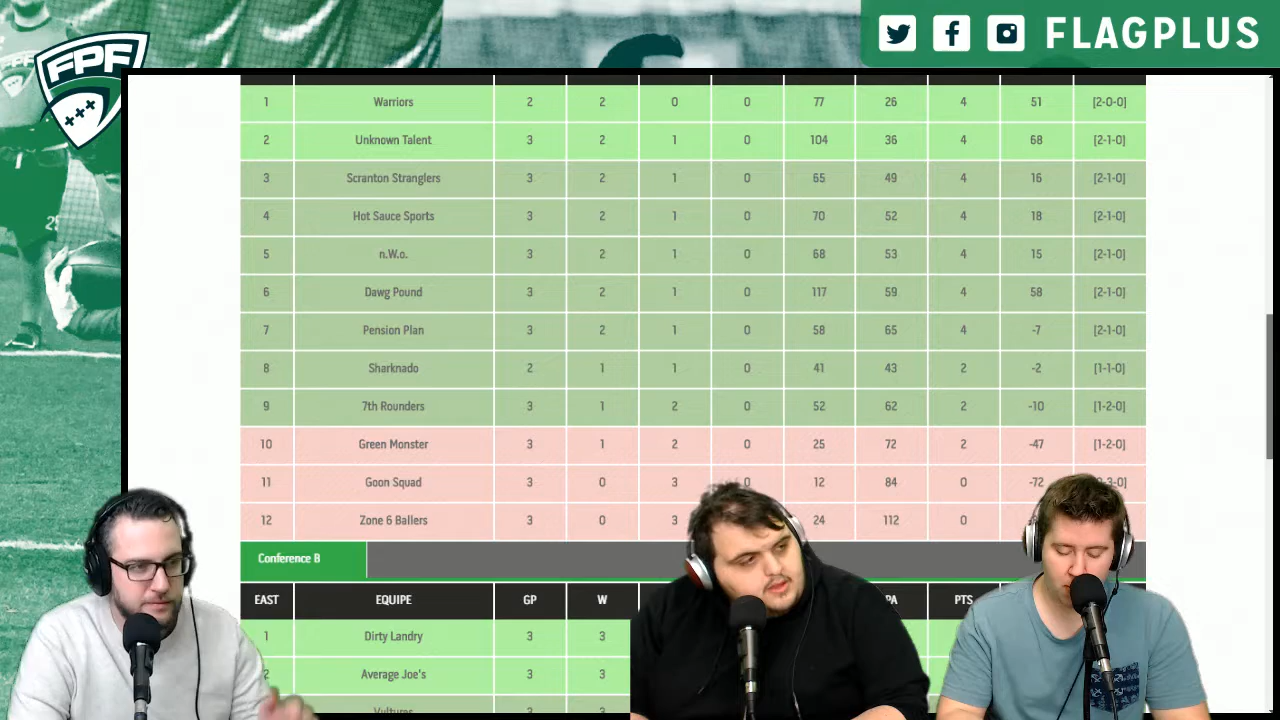 FLAGPLUS
FPF
1 Warriors 2 2 0 0 77 26 4 51 [2-0-0]
2 Unknown Talent 3 2 1 0 104 36 4 68 [2-1-0]
3 Scranton Stranglers 3 2 1 0 65 49 4 16 [2-1-0]
4 Hot Sauce Sports 3 2 1 0 70 52 4 18 [2-1-0]
5 n.W.o. 3 2 1 0 68 53 4 15 [2-1-0]
6 Dawg Pound 3 2 1 0 117 59 4 58 [2-1-0]
7 Pension Plan 3 2 1 0 58 65 4 -7 [2-1-0]
8 Sharknado 2 1 1 0 41 43 2 -2 [1-1-0]
9 7th Rounders 3 1 2 0 52 62 2 -10 [1-2-0]
10 Green Monster 3 1 2 0 25 72 2 -47 [1-2-0]
11 Goon Squad 3 0 3 0 12 84 0 -72
12 Zone 6 Ballers 3 0 3 24 112 0
Conference B
EAST EQUIPE GP W PA PTS
1 Dirty Landry 3 3
2 Average Joe's 3 3
Vultures 3 3